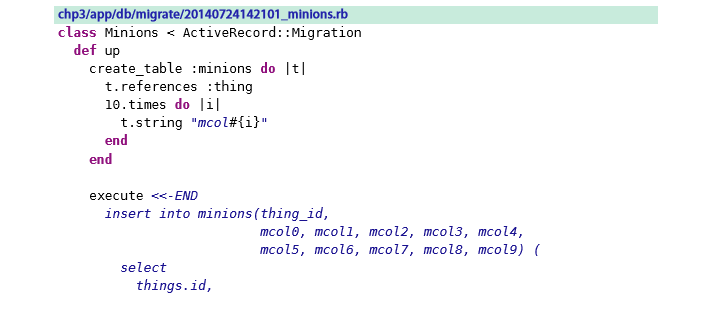 chp3/app/db/migrate/20140724142101_minions.rb
class Minions < ActiveRecord::Migration
  def up
    create_table :minions do |t|
      t.references :thing
      10.times do |i|
        t.string "mcol#{i}"
      end
    end

    execute <<-END
      insert into minions(thing_id,
                          mcol0, mcol1, mcol2, mcol3, mcol4,
                          mcol5, mcol6, mcol7, mcol8, mcol9) (
        select
          things.id,